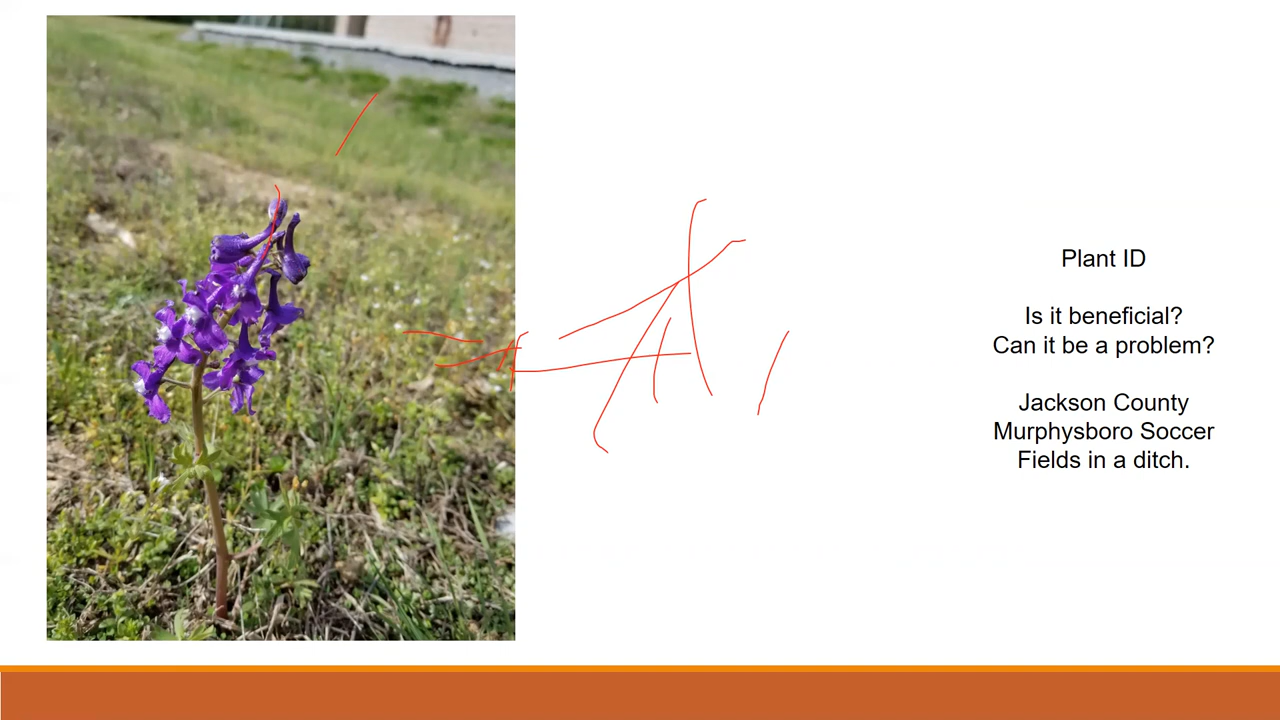 Plant ID
Is it beneficial?
Can it be a problem?
Jackson County
Murphysboro Soccer
Fields in a ditch.